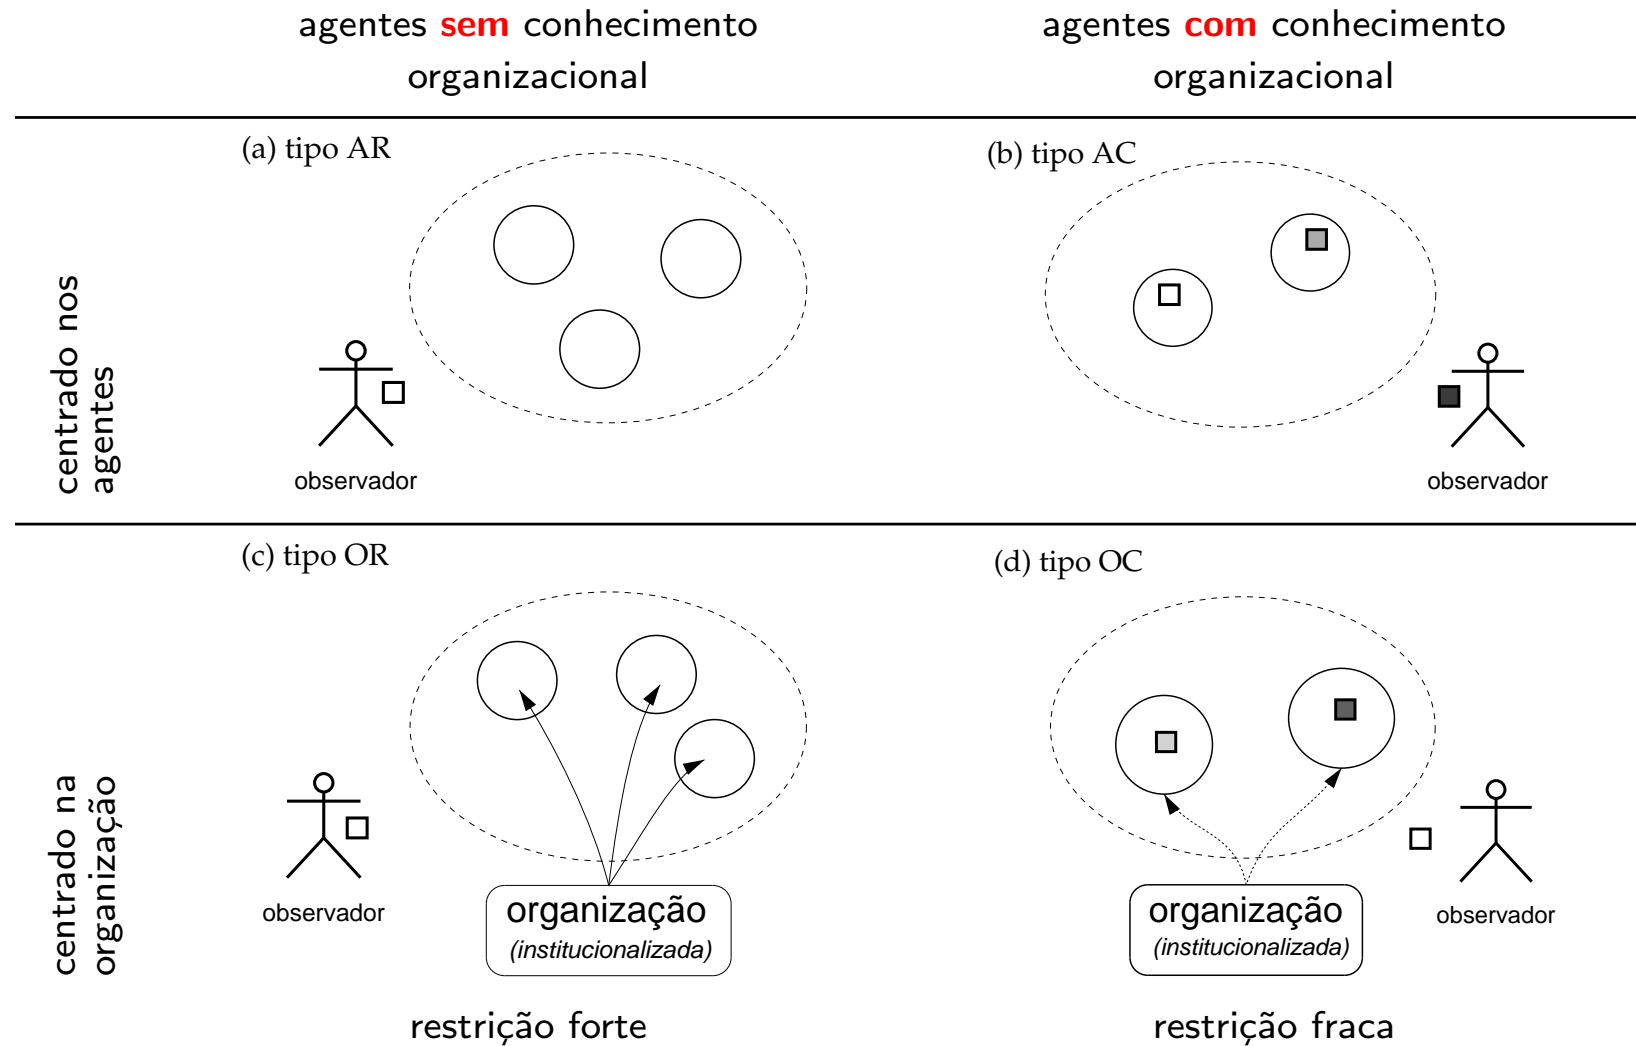 agentes sem conhecimento
organizacional
agentes com conhecimento
organizacional
centrado nos
agentes
(a) tipo AR
observador
(b) tipo AC
observador
centrado na
organização
(c) tipo OR
observador
organização
(institucionalizada)
restrição forte
(d) tipo OC
organização
(institucionalizada)
observador
restrição fraca